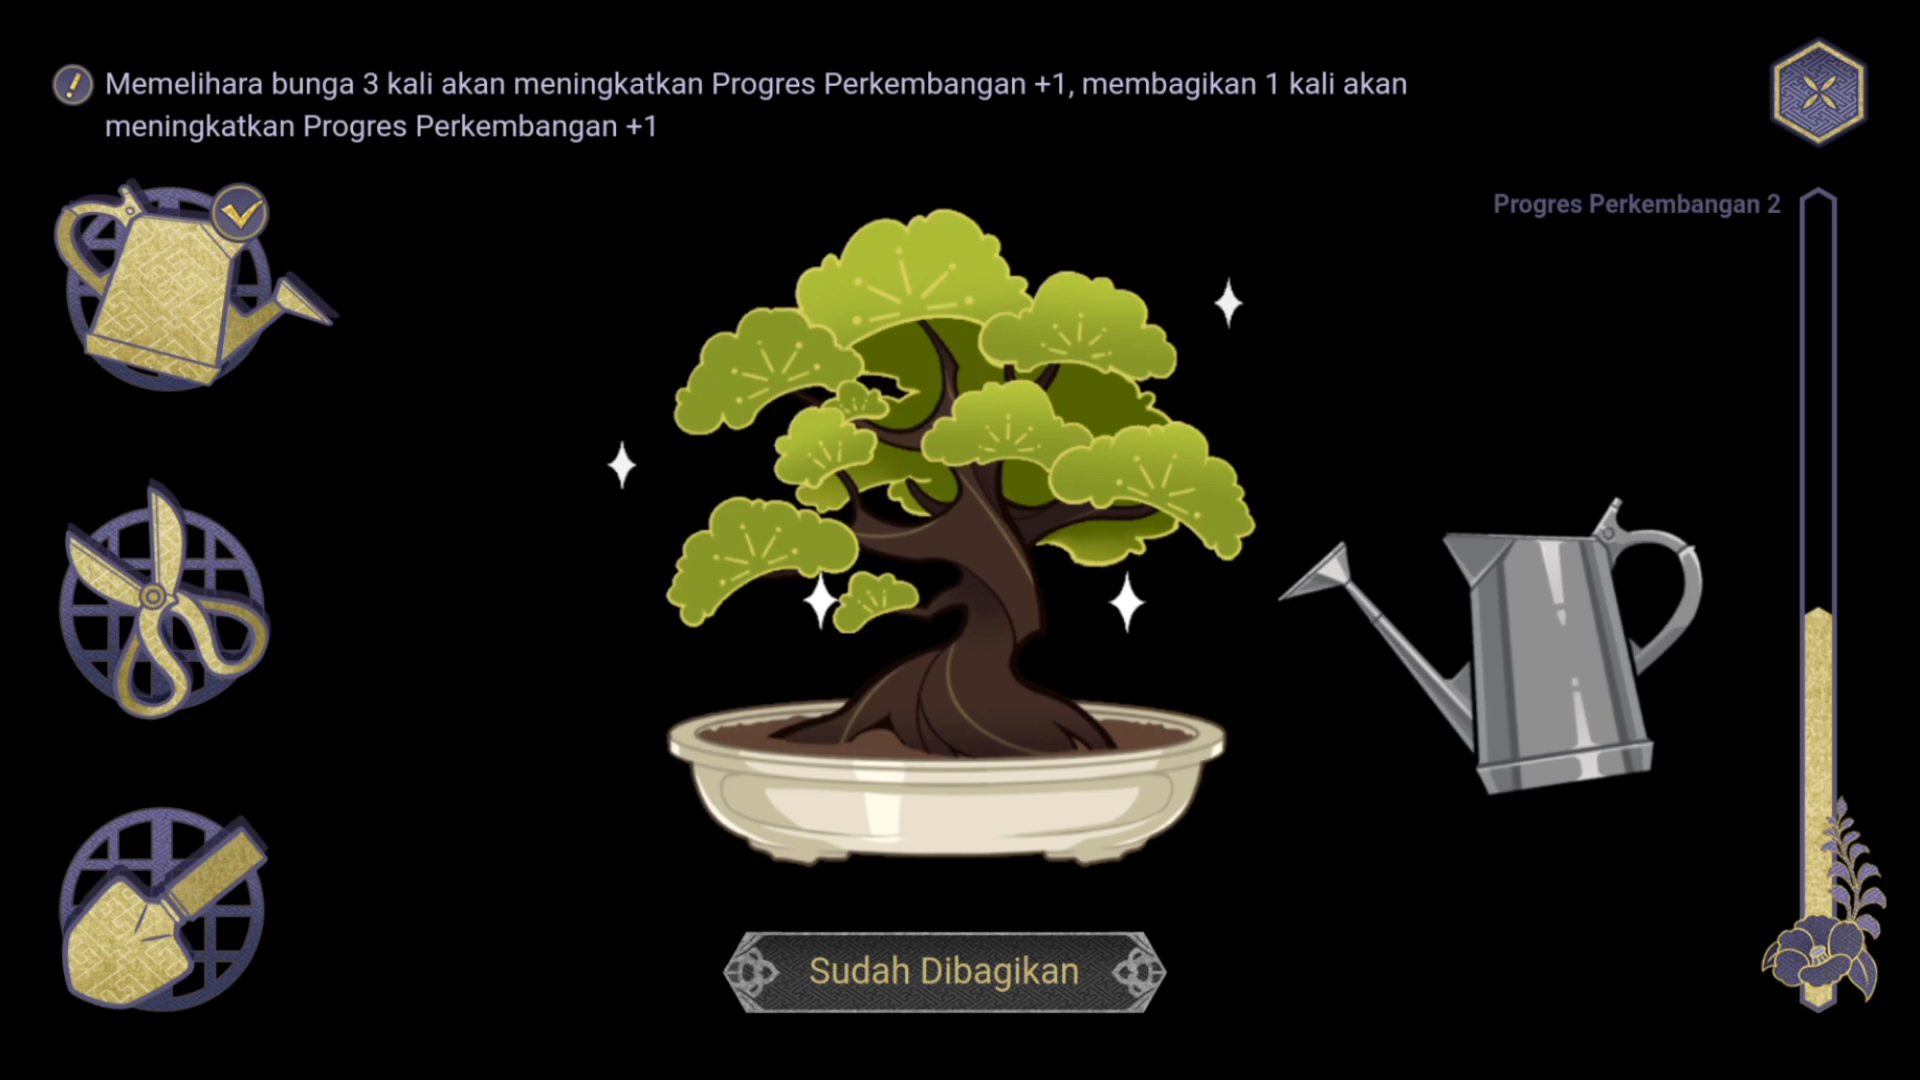 Memelihara bunga 3 kali akan meningkatkan Progres Perkembangan +1, membagikan 1 kali akan
meningkatkan Progres Perkembangan +1
Progres Perkembangan 2
Sudah Dibagikan